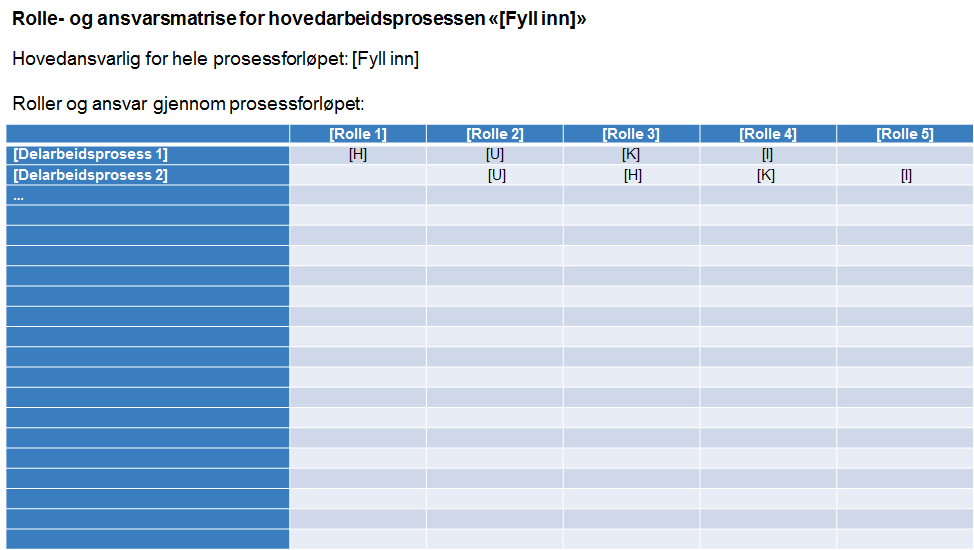 Rolle- og ansvarsmatrise for hovedarbeidsprosessen «[Fyll inn]»
Hovedansvarlig for hele prosessforløpet: [Fyll inn]
Roller og ansvar gjennom prosessforløpet:
[Rolle 1] [Rolle 2] [Rolle 3] [Rolle 4] [Rolle 5]
[Delarbeidsprosess 1] [H] [U] [K] [I]
[Delarbeidsprosess 2] [U] [H] [K] [I]
...